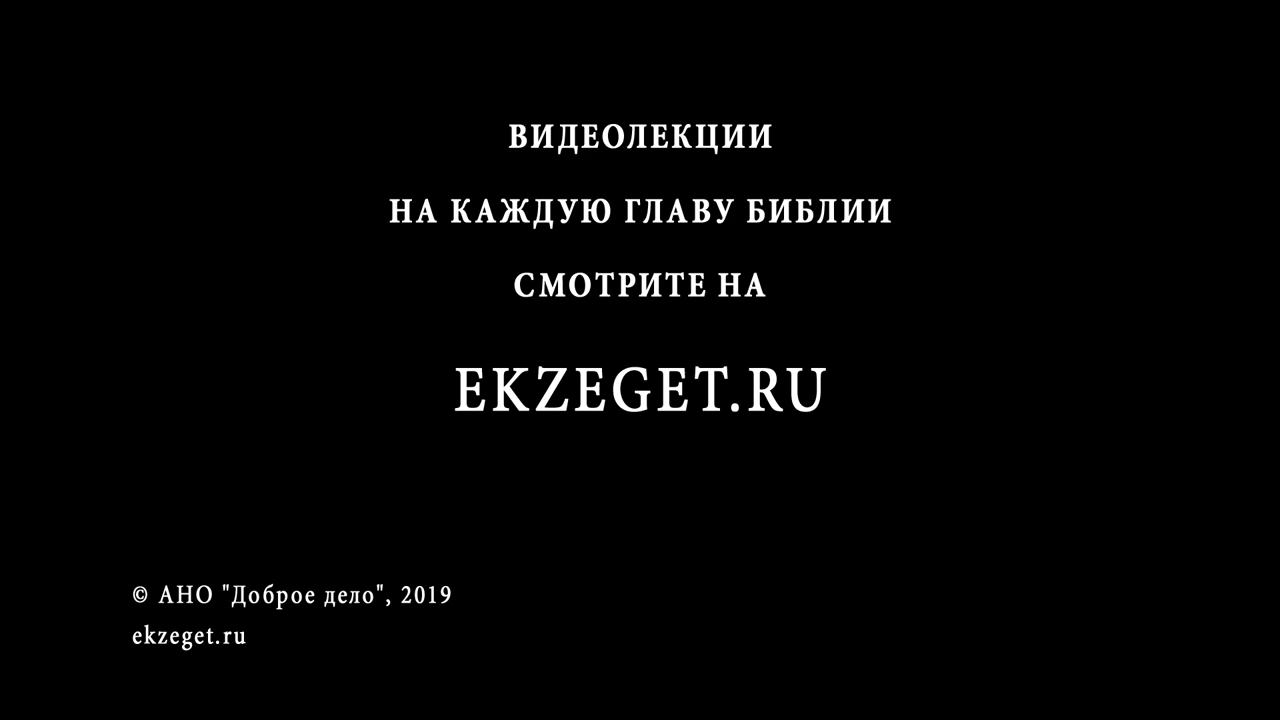 ВИДЕОЛЕКЦИИ
НА КАЖДУЮ ГЛАВУ БИБЛИИ
СМОТРИТЕ НА
EKZEGET.RU
© АНО "Доброе дело", 2019
ekzeget.ru